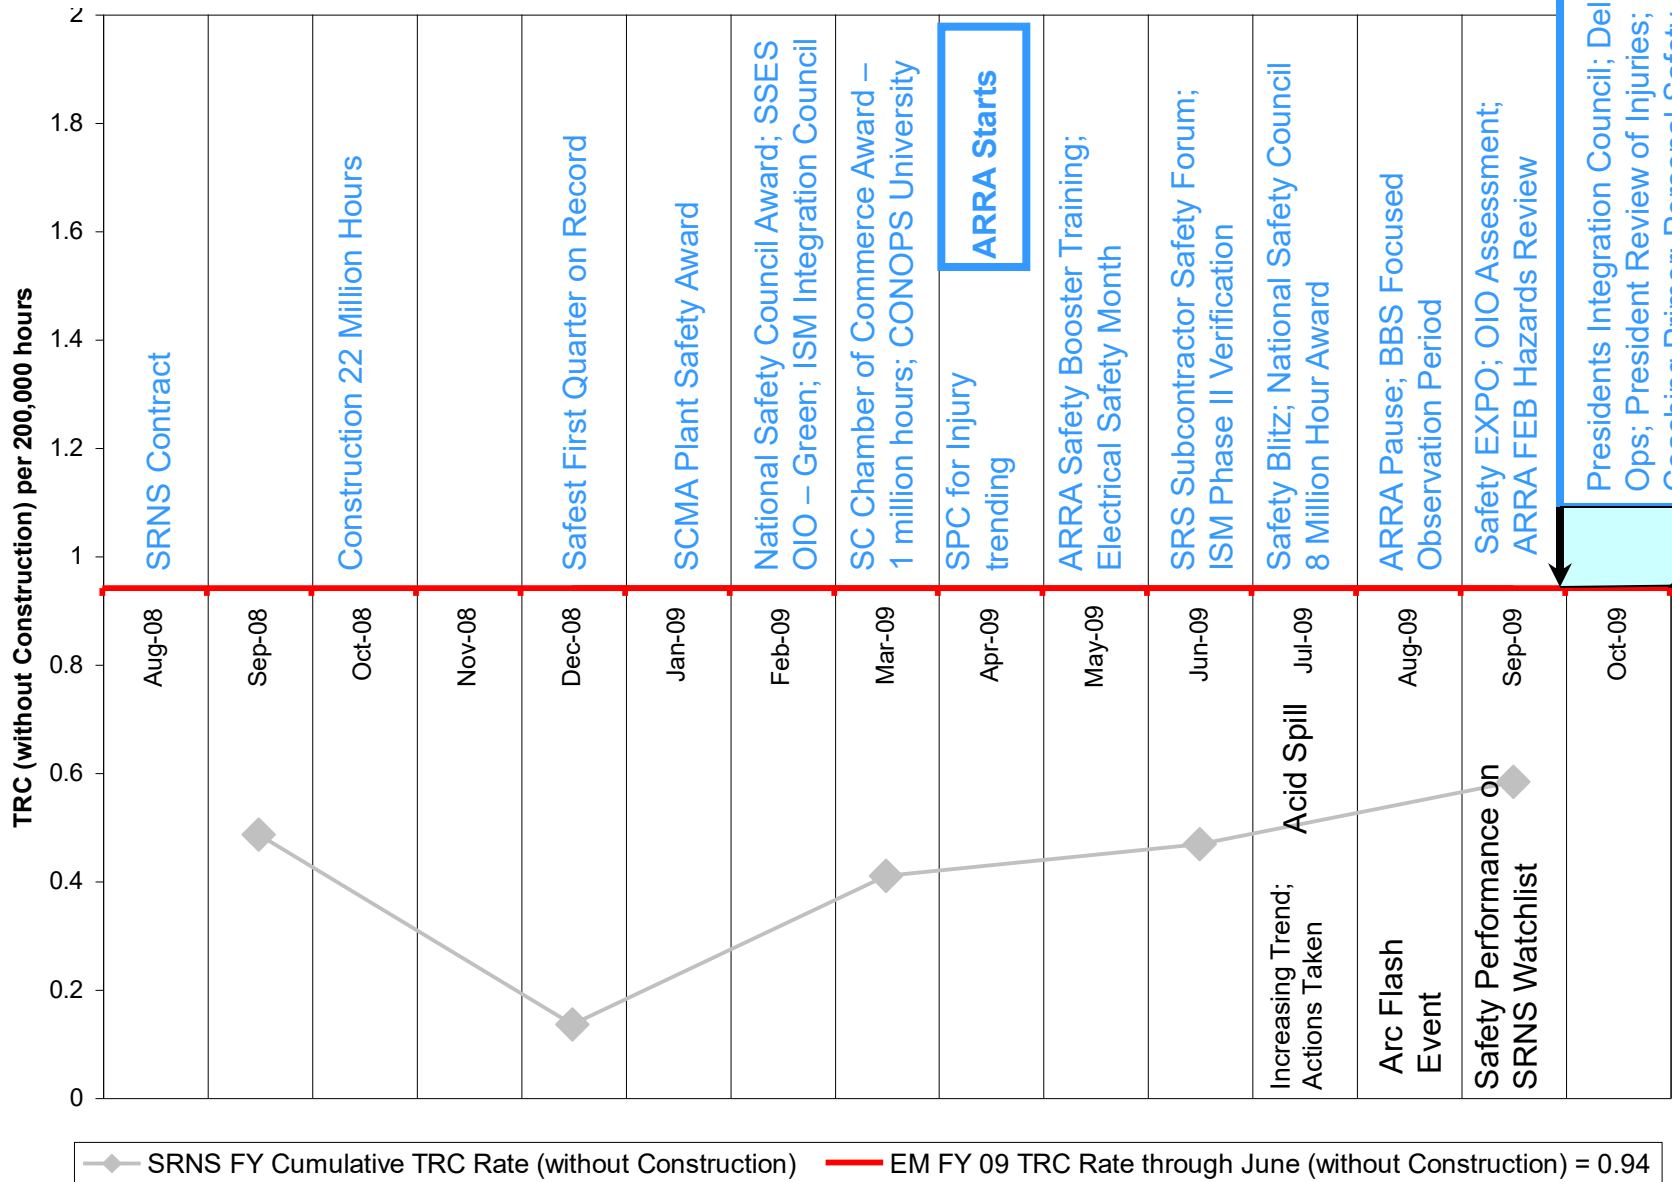 TRC (without Construction) per 200,000 hours
2
1.8
1.6
1.4
1.2
1
0.8
0.6
0.4
0.2
0
SRNS Contract
Construction 22 Million Hours
Safest First Quarter on Record
SCMA Plant Safety Award
National Safety Council Award; SSES
OIO – Green; ISM Integration Council
SC Chamber of Commerce Award –
1 million hours; CONOPS University
ARRA Starts
SPC for Injury
trending
ARRA Safety Booster Training;
Electrical Safety Month
SRS Subcontractor Safety Forum;
ISM Phase II Verification
Safety Blitz; National Safety Council
8 Million Hour Award
ARRA Pause; BBS Focused
Observation Period
Safety EXPO; OIO Assessment;
ARRA FEB Hazards Review
Presidents Integration Council; Del
Ops; President Review of Injuries;
Aug-08
Sep-08
Oct-08
Nov-08
Dec-08
Jan-09
Feb-09
Mar-09
Apr-09
May-09
Jun-09
Jul-09
Aug-09
Sep-09
Oct-09
Acid Spill
Increasing Trend;
Actions Taken
Arc Flash
Event
Safety Performance on
SRNS Watchlist
SRNS FY Cumulative TRC Rate (without Construction)
EM FY 09 TRC Rate through June (without Construction) = 0.94